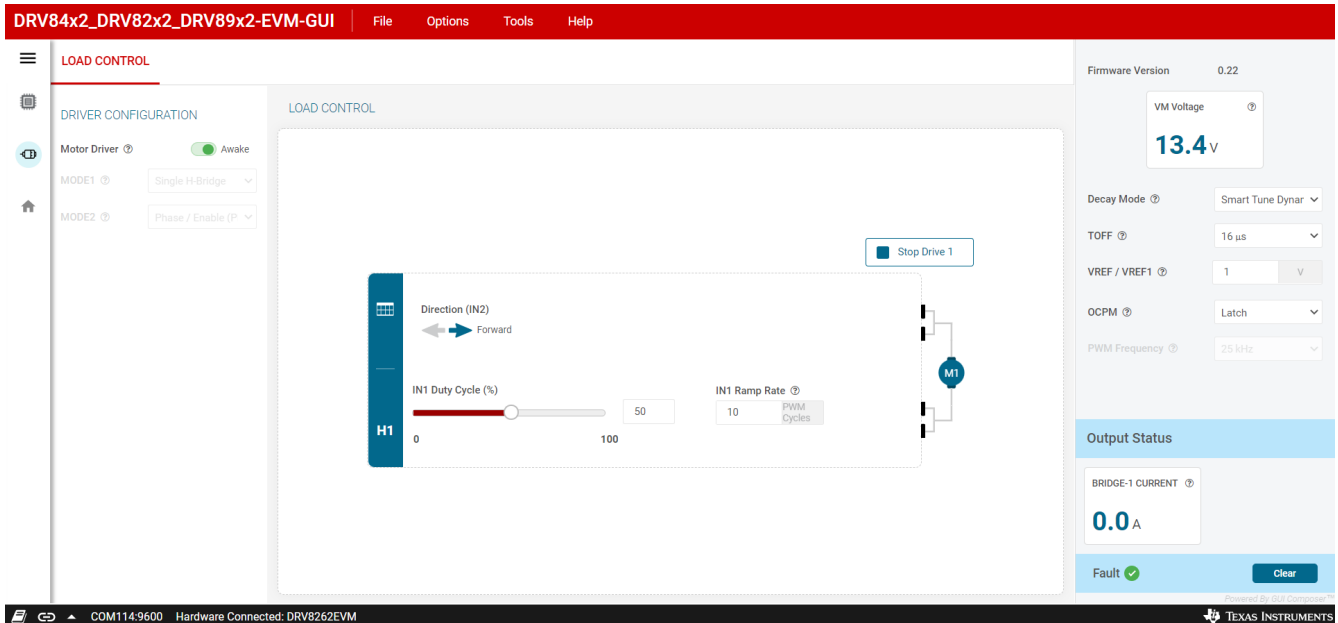 DRV84x2_DRV82x2_DRV89x2-EVM-GUI
File Options Tools Help
LOAD CONTROL
DRIVER CONFIGURATION
Motor Driver Awake
MODE1 Single H-Bridge
MODE2 Phase / Enable (P
LOAD CONTROL
Stop Drive 1
Direction (IN2)
Forward
IN1 Duty Cycle (%)
50
0 100
IN1 Ramp Rate
10 PWM Cycles
H1
M1
Firmware Version 0.22
VM Voltage
13.4 V
Decay Mode Smart Tune Dynar
TOFF 16 µs
VREF / VREF1 1 V
OCPM Latch
PWM Frequency 25 kHz
Output Status
BRIDGE-1 CURRENT
0.0 A
Fault Clear
Powered By GUI Composer™
COM114:9600 Hardware Connected: DRV8262EVM
TEXAS INSTRUMENTS